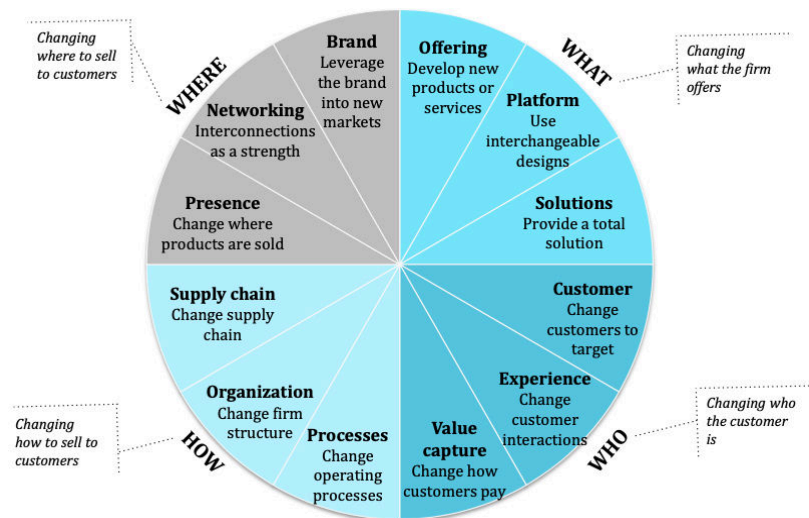 Changing
where to sell
to customers
WHERE
Brand
Leverage
the brand
into new
markets
Networking
Interconnections
as a strength
Presence
Change where
products are sold
Offering
Develop new
products or
services
Platform
Use
interchangeable
designs
Solutions
Provide a total
solution
WHAT
Changing
what the firm
offers
Customer
Change
customers to
target
Experience
Change
customer
interactions
Value
capture
Change how
customers pay
WHO
Changing who
the customer
is
Supply chain
Change supply
chain
Organization
Change firm
structure
Processes
Change
operating
processes
HOW
Changing
how to sell to
customers